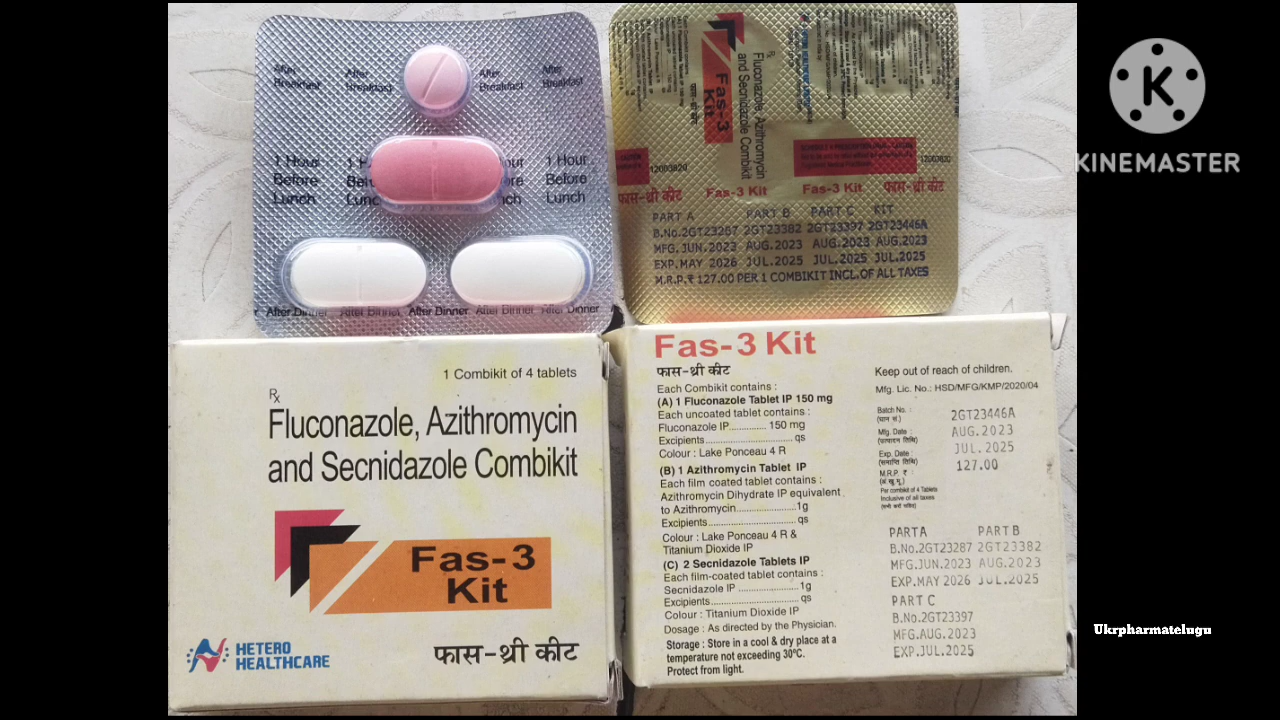 After Breakfast After Breakfast After Breakfast After Breakfast
1 Hour Before Lunch
1 Hour Before Lunch
After Dinner After Dinner After Dinner After Dinner After Dinner
Rx
Fluconazole, Azithromycin
and Secnidazole Combikit
Fas-3
Kit
12003820
12003820
फास-थ्री कीट Fas-3 Kit Fas-3 Kit फास-थ्री कीट
PART A PART B PART C KIT
B.No.2GT23287 2GT23382 2GT23397 2GT23446A
MFG.JUN.2023 AUG.2023 AUG.2023 AUG.2023
EXP.MAY 2026 JUL.2025 JUL.2025 JUL.2025
M.R.P.₹ 127.00 PER 1 COMBIKIT INCL.OF ALL TAXES
K
KINEMASTER
1 Combikit of 4 tablets
Rx
Fluconazole, Azithromycin
and Secnidazole Combikit
Fas-3
Kit
HETERO
HEALTHCARE
फास-थ्री कीट
Fas-3 Kit
फास-थ्री कीट
Each Combikit contains :
(A) 1 Fluconazole Tablet IP 150 mg
Each uncoated tablet contains :
Fluconazole IP.............. 150 mg
Excipients.............................. qs
Colour : Lake Ponceau 4 R
(B) 1 Azithromycin Tablet IP
Each film coated tablet contains :
Azithromycin Dihydrate IP equivalent
to Azithromycin.....................1g
Excipients.............................. qs
Colour : Lake Ponceau 4 R &
Titanium Dioxide IP
(C) 2 Secnidazole Tablets IP
Each film-coated tablet contains :
Secnidazole IP .....................1g
Excipients.............................. qs
Colour : Titanium Dioxide IP
Dosage : As directed by the Physician.
Storage : Store in a cool & dry place at a
temperature not exceeding 30°C.
Protect from light.
Keep out of reach of children.
Mfg. Lic. No.: HSD/MFG/KMP/2020/04
Batch No. : 2GT23446A
Mfg. Date : AUG.2023
Exp. Date : JUL.2025
M.R.P. ₹ : 127.00
Per combikit of 4 Tablets
Inclusive of all taxes
PART A PART B
B.No.2GT23287 2GT23382
MFG.JUN.2023 AUG.2023
EXP.MAY 2026 JUL.2025
PART C
B.No.2GT23397
MFG.AUG.2023
EXP.JUL.2025
Ukrpharmatelugu